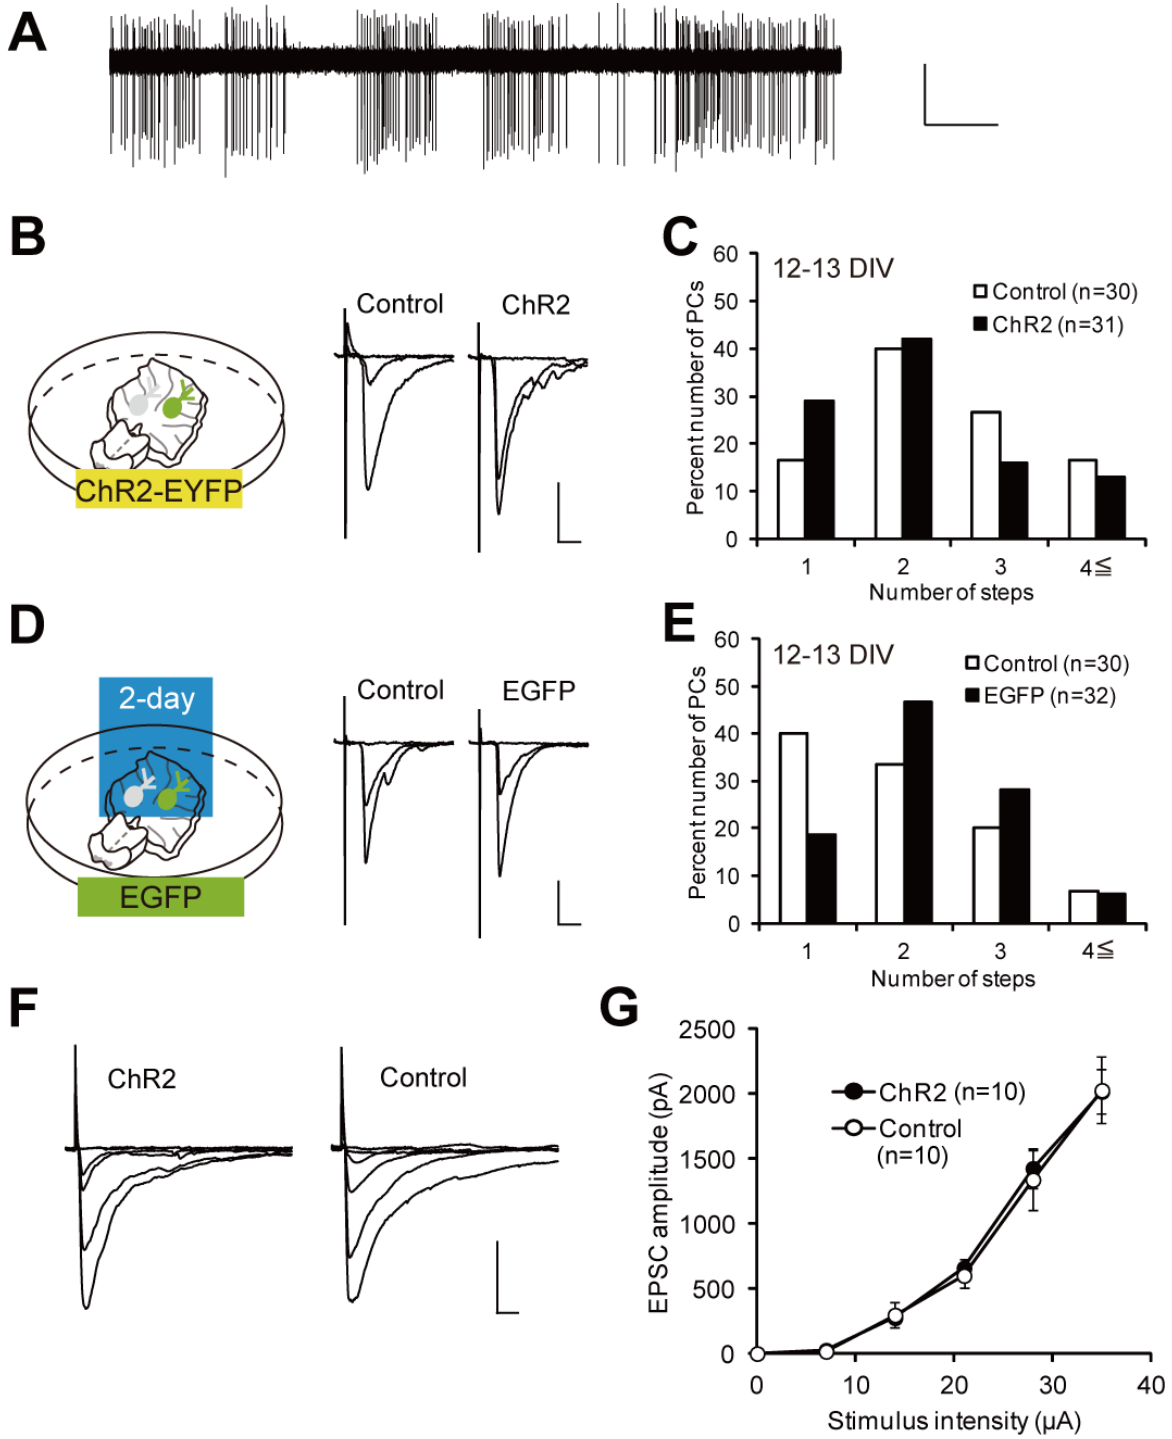 A
B
Control
ChR2
ChR2-EYFP
C
12-13 DIV
Control (n=30)
ChR2 (n=31)
Percent number of PCs
60
50
40
30
20
10
0
1
2
3
4≦
Number of steps
D
2-day
Control
EGFP
EGFP
E
12-13 DIV
Control (n=30)
EGFP (n=32)
Percent number of PCs
60
50
40
30
20
10
0
1
2
3
4≦
Number of steps
F
ChR2
Control
G
ChR2 (n=10)
Control
(n=10)
EPSC amplitude (pA)
2500
2000
1500
1000
500
0
0
10
20
30
40
Stimulus intensity (μA)